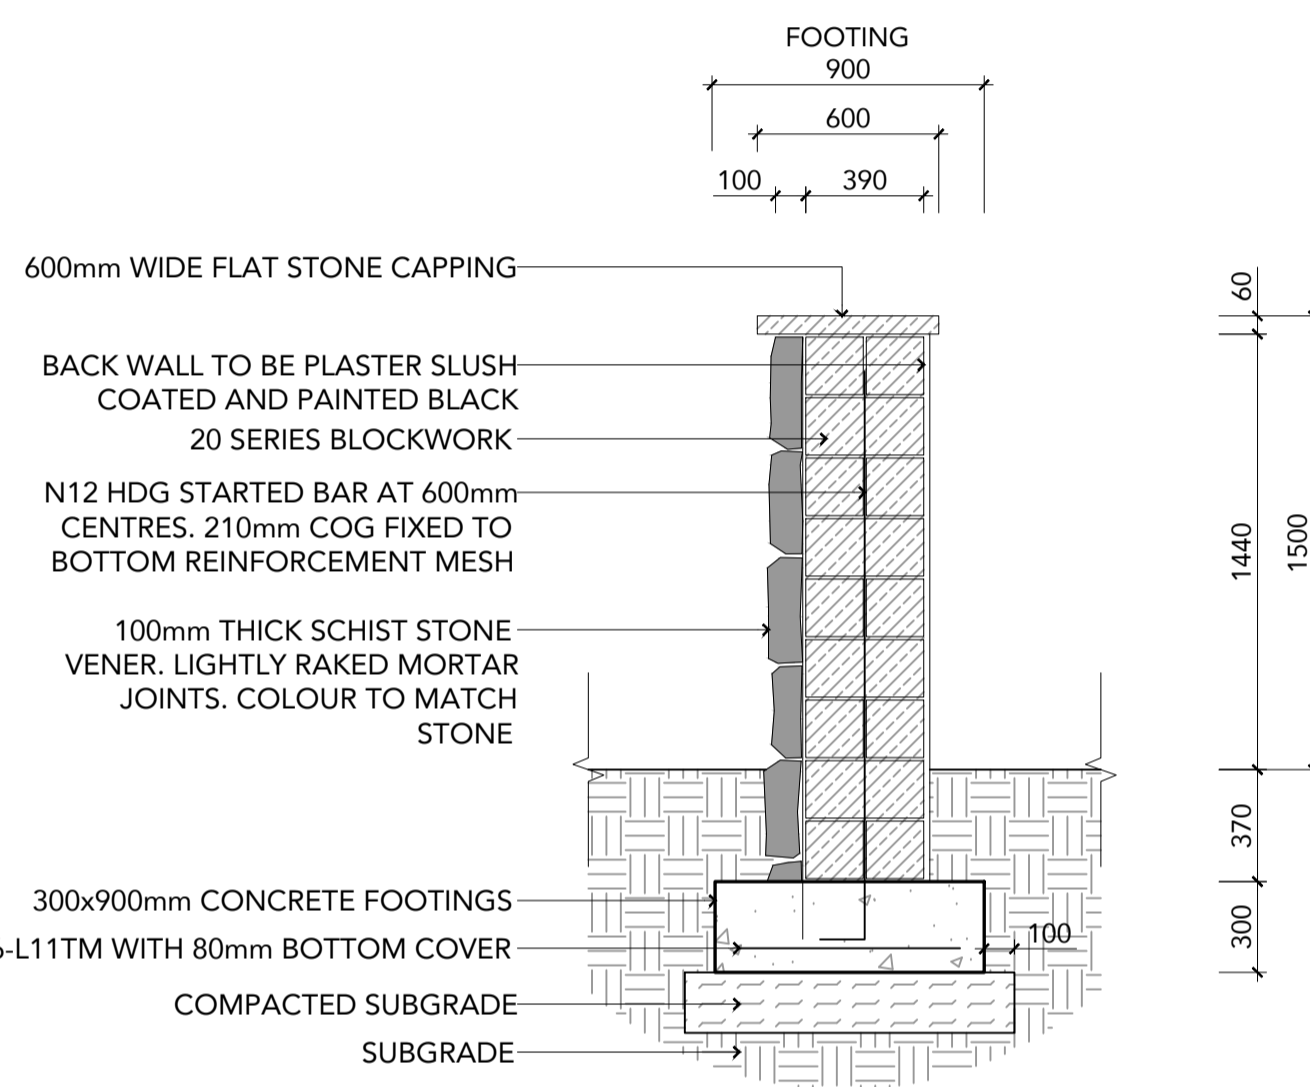 FOOTING
900
600
100 390
600mm WIDE FLAT STONE CAPPING
60
BACK WALL TO BE PLASTER SLUSH
COATED AND PAINTED BLACK
20 SERIES BLOCKWORK
N12 HDG STARTED BAR AT 600mm
CENTRES. 210mm COG FIXED TO
BOTTOM REINFORCEMENT MESH
1440
1500
100mm THICK SCHIST STONE
VENER. LIGHTLY RAKED MORTAR
JOINTS. COLOUR TO MATCH
STONE
370
300x900mm CONCRETE FOOTINGS
300
100
-L11TM WITH 80mm BOTTOM COVER
COMPACTED SUBGRADE
SUBGRADE